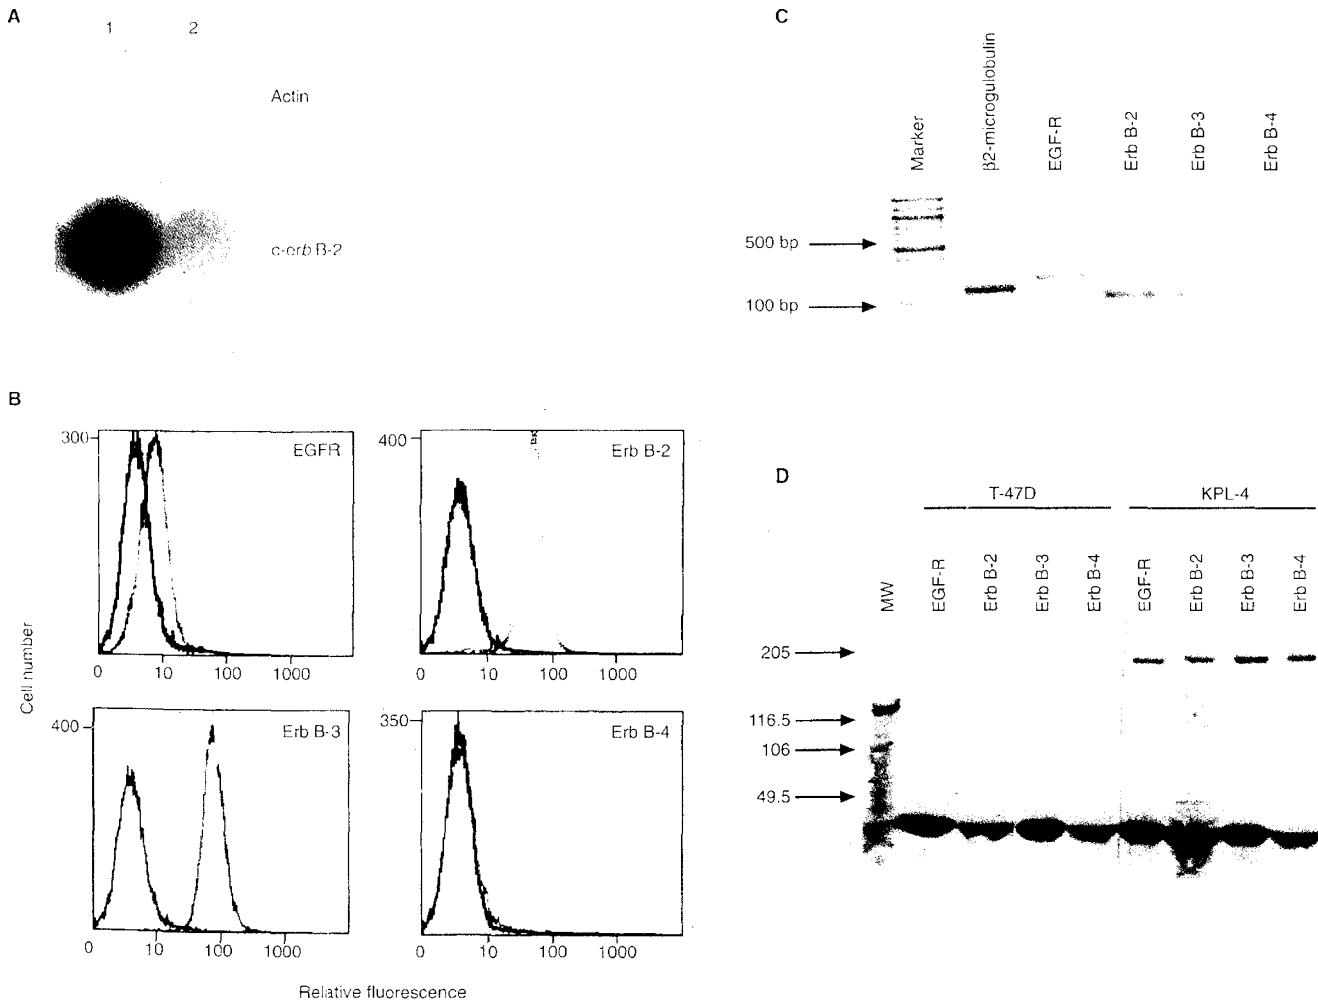 A
1 2
Actin
c-erb B-2
B
300
EGFR
0 10 100 1000
400
Erb B-2
0 10 100 1000
400
Erb B-3
0 10 100 1000
350
Erb B-4
0 10 100 1000
Cell number
Relative fluorescence
C
Marker
β2-microgulobulin
EGF-R
Erb B-2
Erb B-3
Erb B-4
500 bp
100 bp
D
T-47D
KPL-4
MW
EGF-R
Erb B-2
Erb B-3
Erb B-4
EGF-R
Erb B-2
Erb B-3
Erb B-4
205
116.5
106
49.5